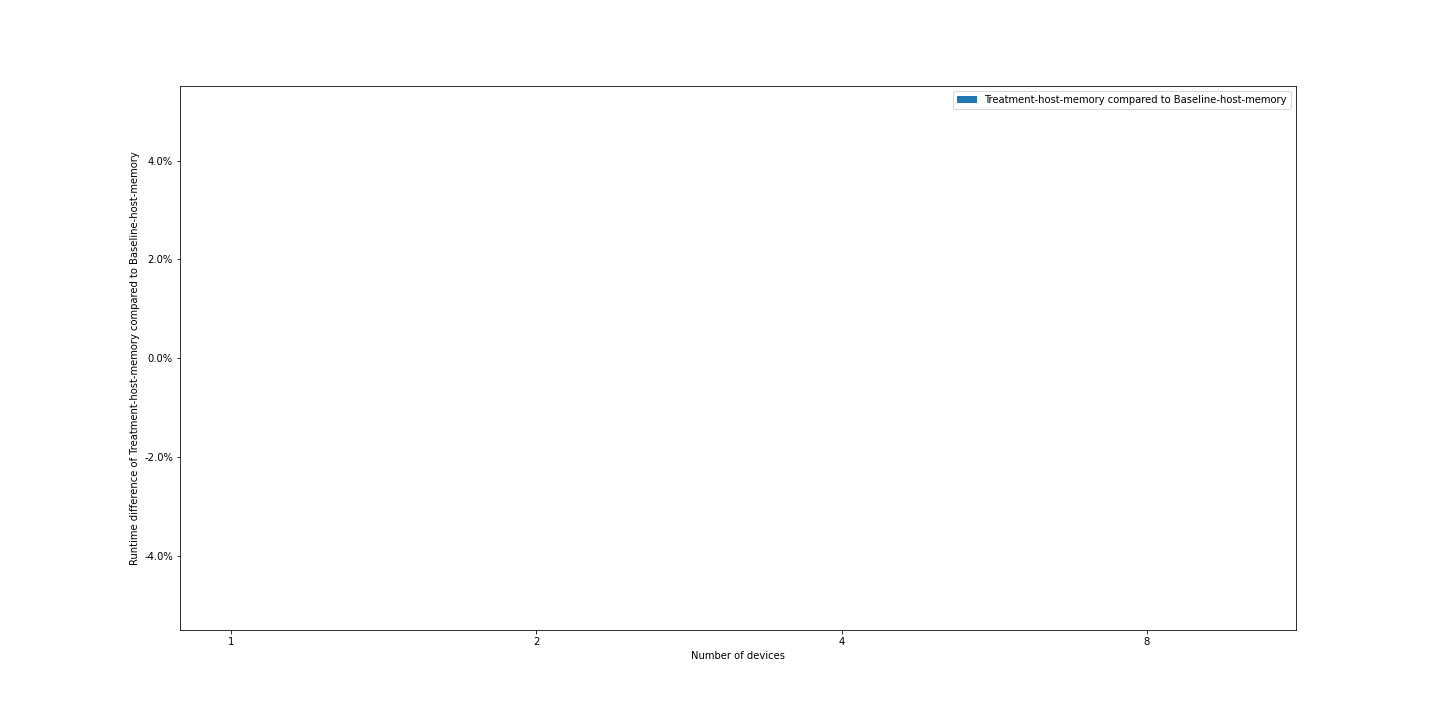 Treatment-host-memory compared to Baseline-host-memory
Runtime difference of Treatment-host-memory compared to Baseline-host-memory
4.0%
2.0%
0.0%
-2.0%
-4.0%
1 2 4 8
Number of devices